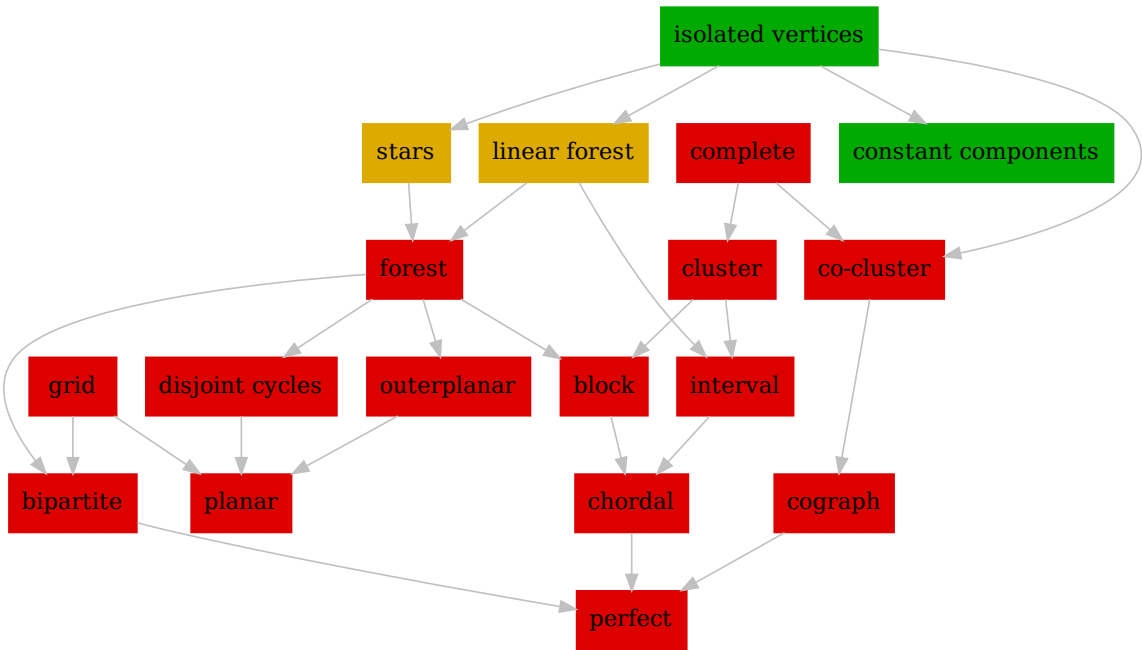 isolated vertices
stars
linear forest
complete
constant components
forest
cluster
co-cluster
grid
disjoint cycles
outerplanar
block
interval
bipartite
planar
chordal
cograph
perfect